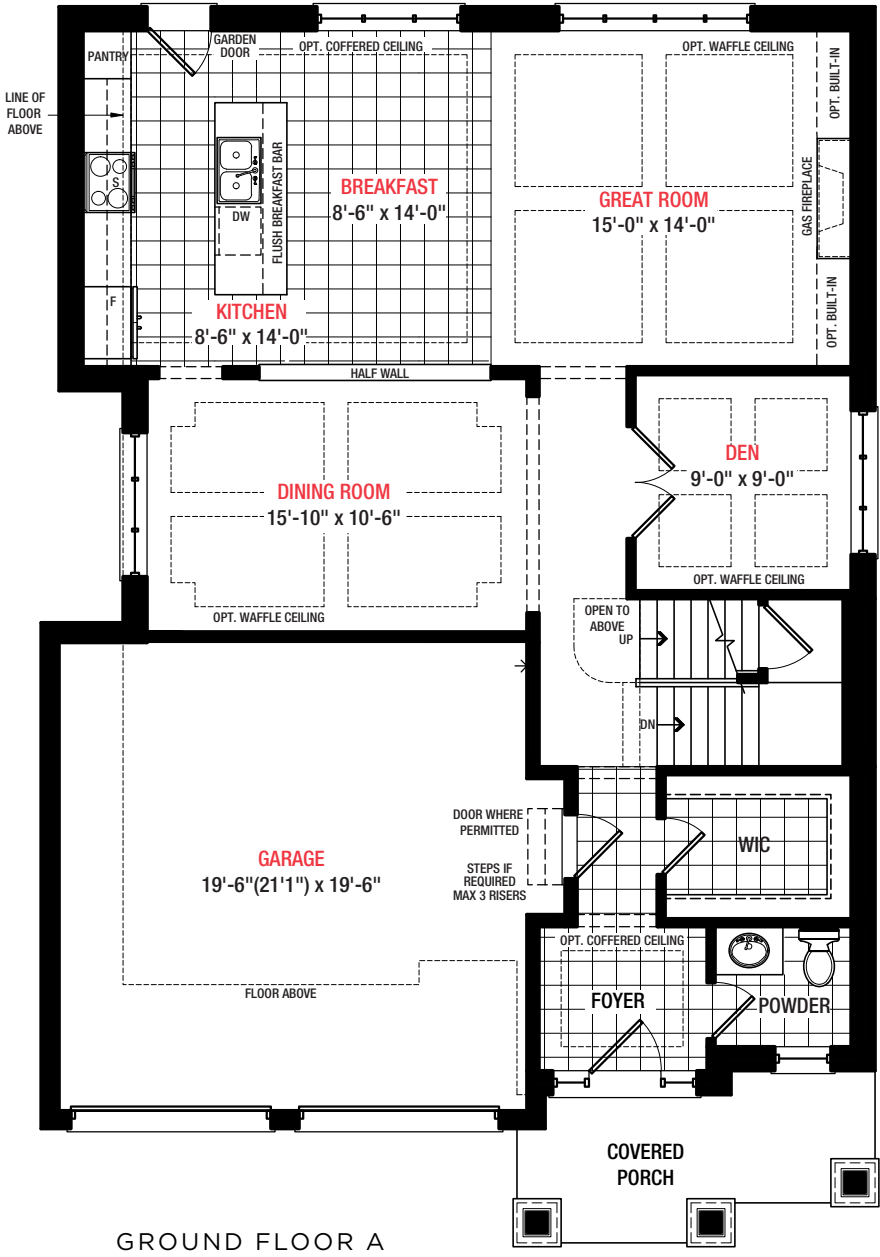 GARDEN
DOOR
OPT. COFFERED CEILING
OPT. WAFFLE CEILING
PANTRY
OPT. BUILT-IN
LINE OF
FLOOR
ABOVE
S
DW
FLUSH BREAKFAST BAR
BREAKFAST
8'-6" x 14'-0"
GREAT ROOM
15'-0" x 14'-0"
GAS FIREPLACE
F
KITCHEN
8'-6" x 14'-0"
OPT. BUILT-IN
HALF WALL
DINING ROOM
15'-10" x 10'-6"
OPT. WAFFLE CEILING
DEN
9'-0" x 9'-0"
OPT. WAFFLE CEILING
OPEN TO
ABOVE
UP
DN
DOOR WHERE
PERMITTED
STEPS IF
REQUIRED
MAX 3 RISERS
WIC
GARAGE
19'-6"(21'1") x 19'-6"
FLOOR ABOVE
OPT. COFFERED CEILING
FOYER
POWDER
COVERED
PORCH
GROUND FLOOR A